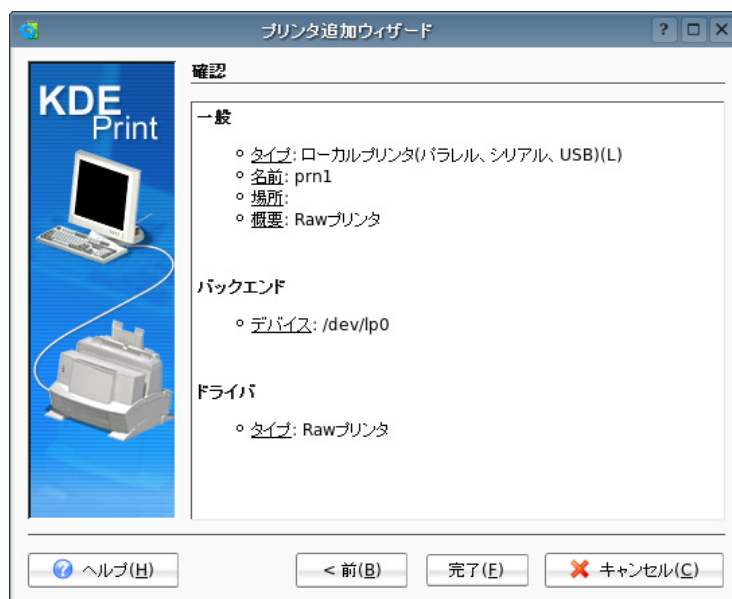 プリンタ追加ウィザード
KDE
Print
確認
一般
タイプ: ローカルプリンタ(パラレル、シリアル、USB)(L)
名前: prn1
場所:
概要: Rawプリンタ
バックエンド
デバイス: /dev/lp0
ドライバ
タイプ: Rawプリンタ
ヘルプ(H)
< 前(B)
完了(F)
キャンセル(C)